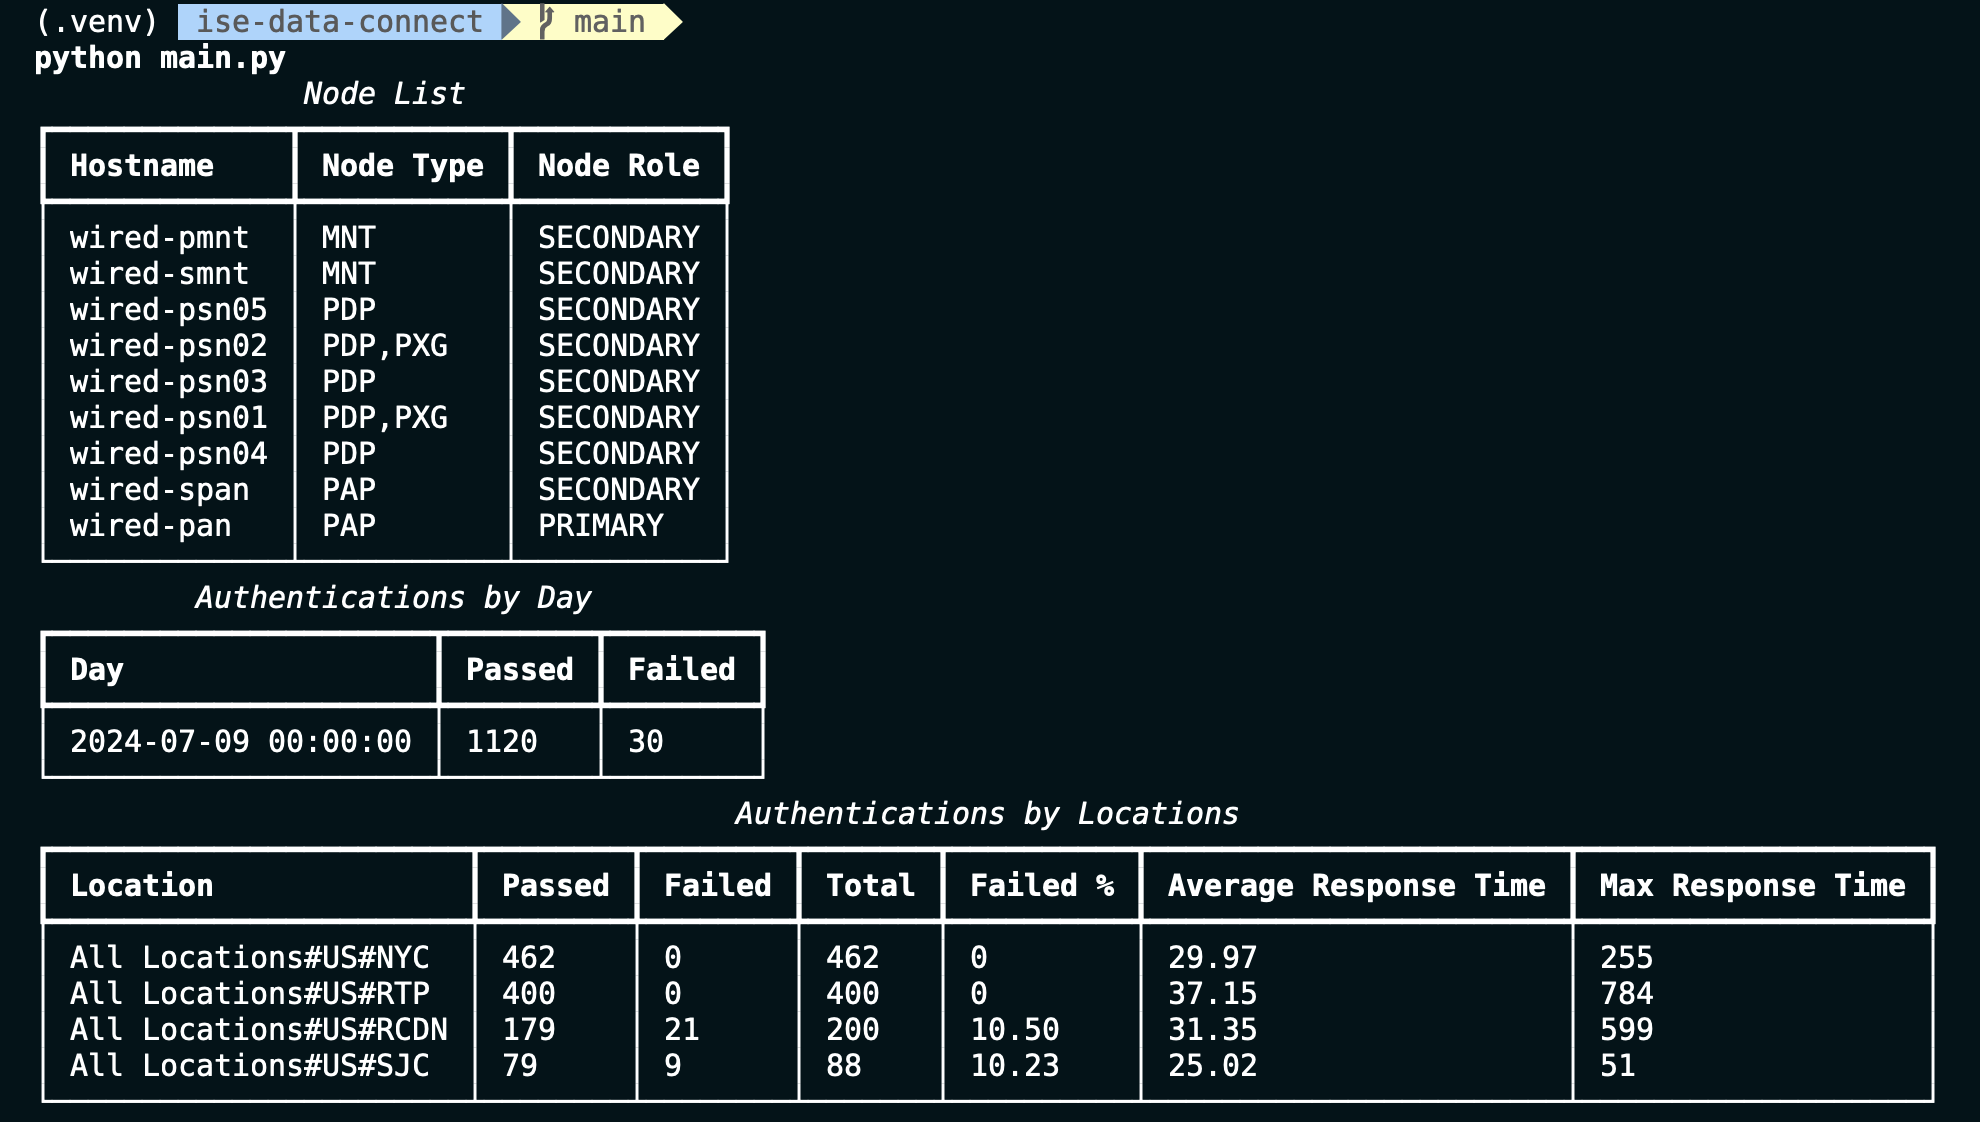 (.venv) ise-data-connect main
python main.py
Node List
Hostname Node Type Node Role
wired-pmnt MNT SECONDARY
wired-smnt MNT SECONDARY
wired-psn05 PDP SECONDARY
wired-psn02 PDP,PXG SECONDARY
wired-psn03 PDP SECONDARY
wired-psn01 PDP,PXG SECONDARY
wired-psn04 PDP SECONDARY
wired-span PAP SECONDARY
wired-pan PAP PRIMARY
Authentications by Day
Day Passed Failed
2024-07-09 00:00:00 1120 30
Authentications by Locations
Location Passed Failed Total Failed % Average Response Time Max Response Time
All Locations#US#NYC 462 0 462 0 29.97 255
All Locations#US#RTP 400 0 400 0 37.15 784
All Locations#US#RCDN 179 21 200 10.50 31.35 599
All Locations#US#SJC 79 9 88 10.23 25.02 51